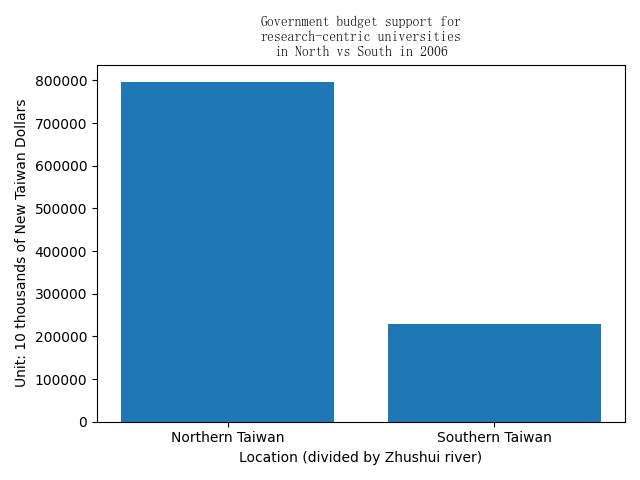 Government budget support for
research-centric universities
in North vs South in 2006
Unit: 10 thousands of New Taiwan Dollars
800000
700000
600000
500000
400000
300000
200000
100000
0
Northern Taiwan
Southern Taiwan
Location (divided by Zhushui river)